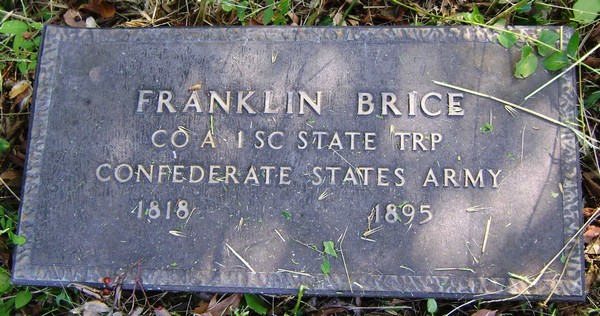 FRANKLIN BRICE
CO A 1 SC STATE TRP
CONFEDERATE STATES ARMY
1818 1895